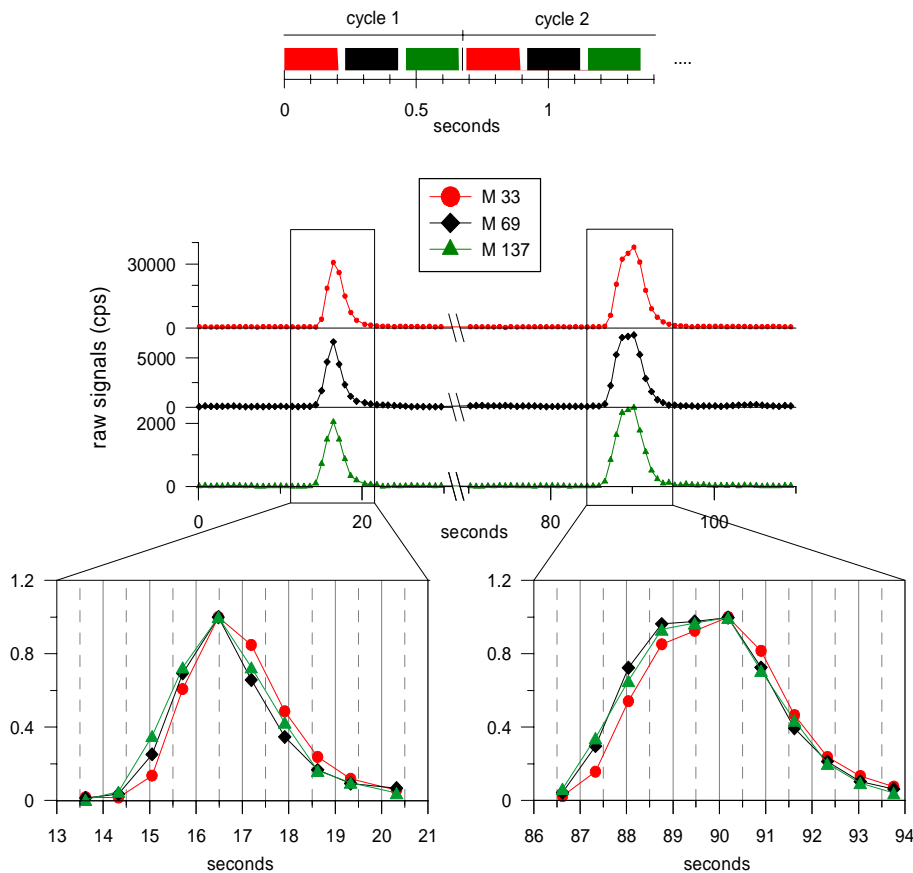 cycle 1 cycle 2
....
0 0.5 1
seconds
M 33
M 69
M 137
raw signals (cps)
30000
0
5000
0
2000
0
0 20 80 100
seconds
1.2 1.2
0.8 0.8
0.4 0.4
0 0
13 14 15 16 17 18 19 20 21 86 87 88 89 90 91 92 93 94
seconds seconds